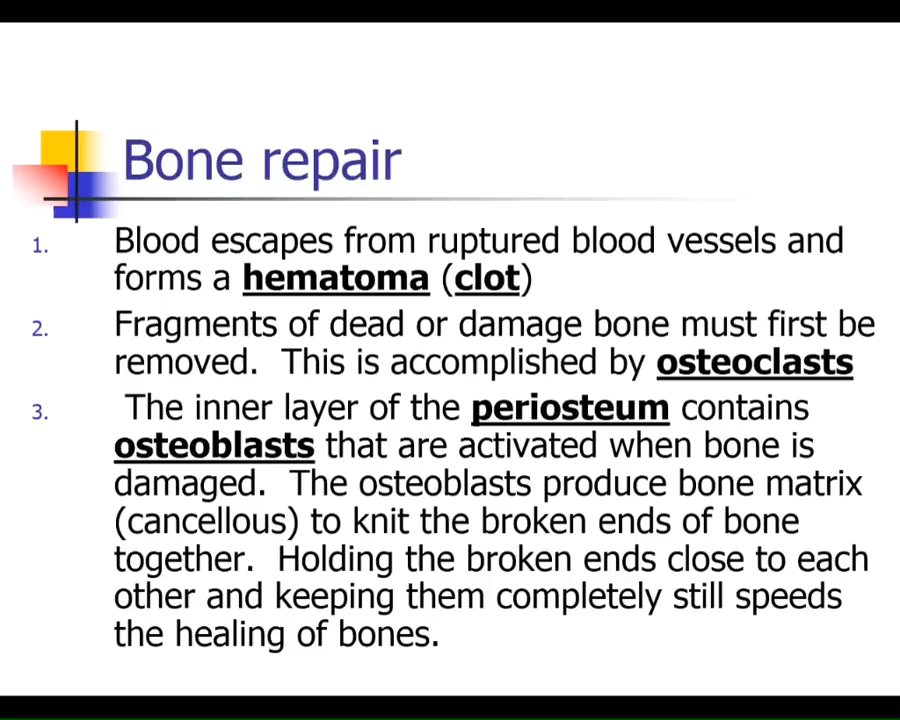 Bone repair
1. Blood escapes from ruptured blood vessels and
forms a hematoma (clot)
2. Fragments of dead or damage bone must first be
removed.  This is accomplished by osteoclasts
3. The inner layer of the periosteum contains
osteoblasts that are activated when bone is
damaged.  The osteoblasts produce bone matrix
(cancellous) to knit the broken ends of bone
together.  Holding the broken ends close to each
other and keeping them completely still speeds
the healing of bones.